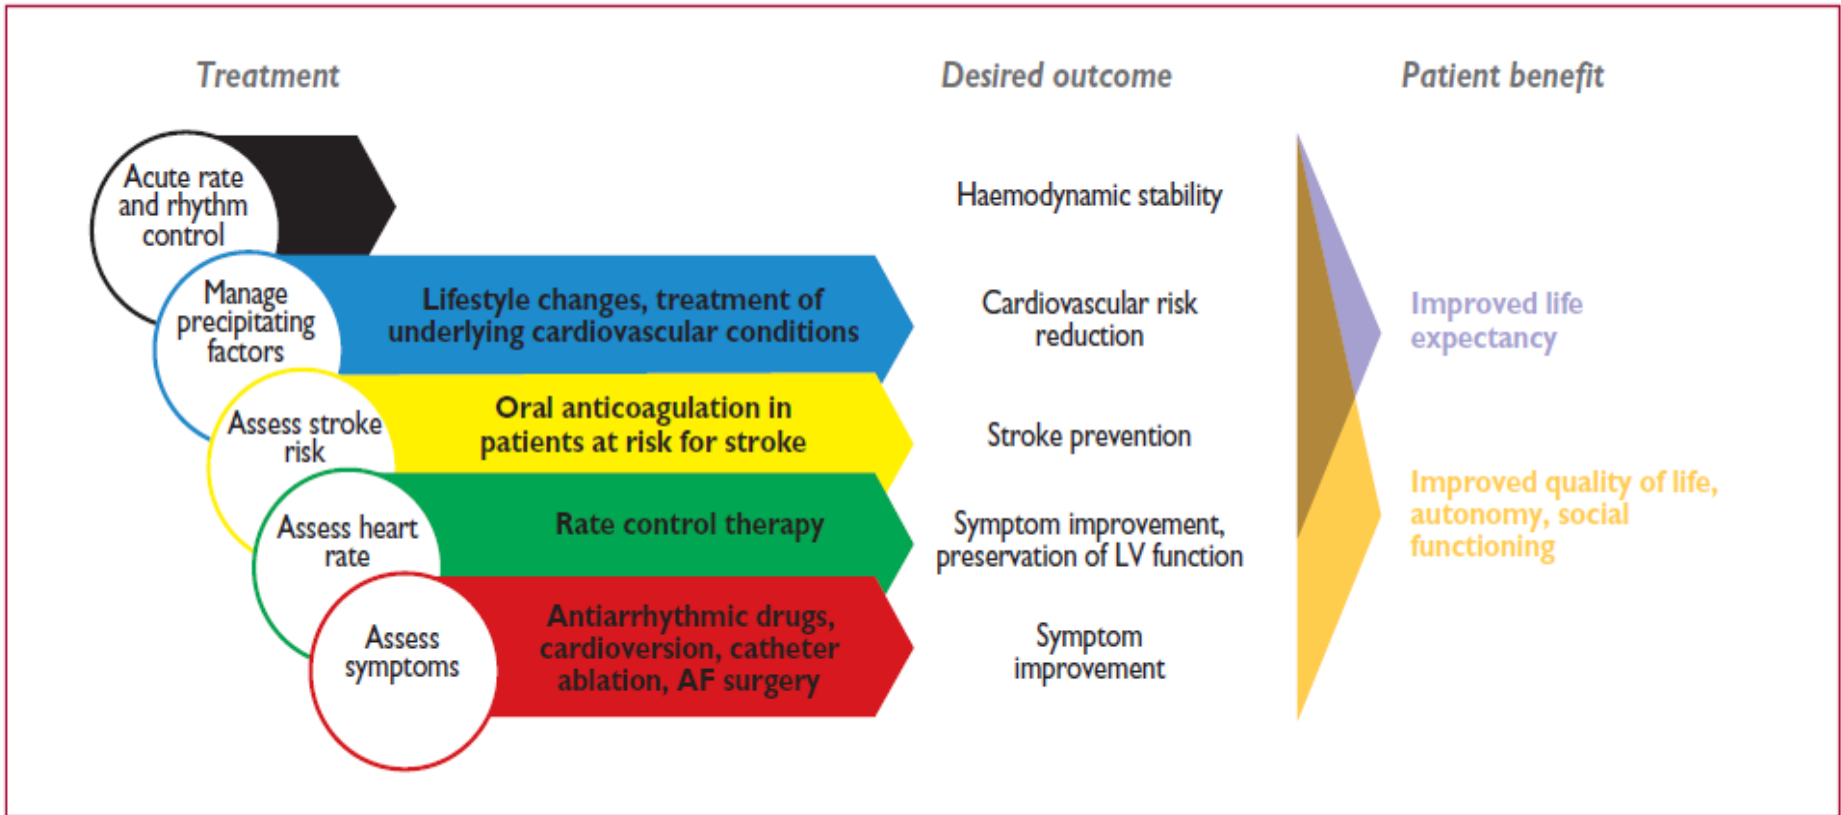 Treatment
Desired outcome
Patient benefit
Acute rate
and rhythm
control
Haemodynamic stability
Manage
precipitating
factors
Lifestyle changes, treatment of
underlying cardiovascular conditions
Cardiovascular risk
reduction
Improved life
expectancy
Assess stroke
risk
Oral anticoagulation in
patients at risk for stroke
Stroke prevention
Assess heart
rate
Rate control therapy
Symptom improvement,
preservation of LV function
Improved quality of life,
autonomy, social
functioning
Assess
symptoms
Antiarrhythmic drugs,
cardioversion, catheter
ablation, AF surgery
Symptom
improvement